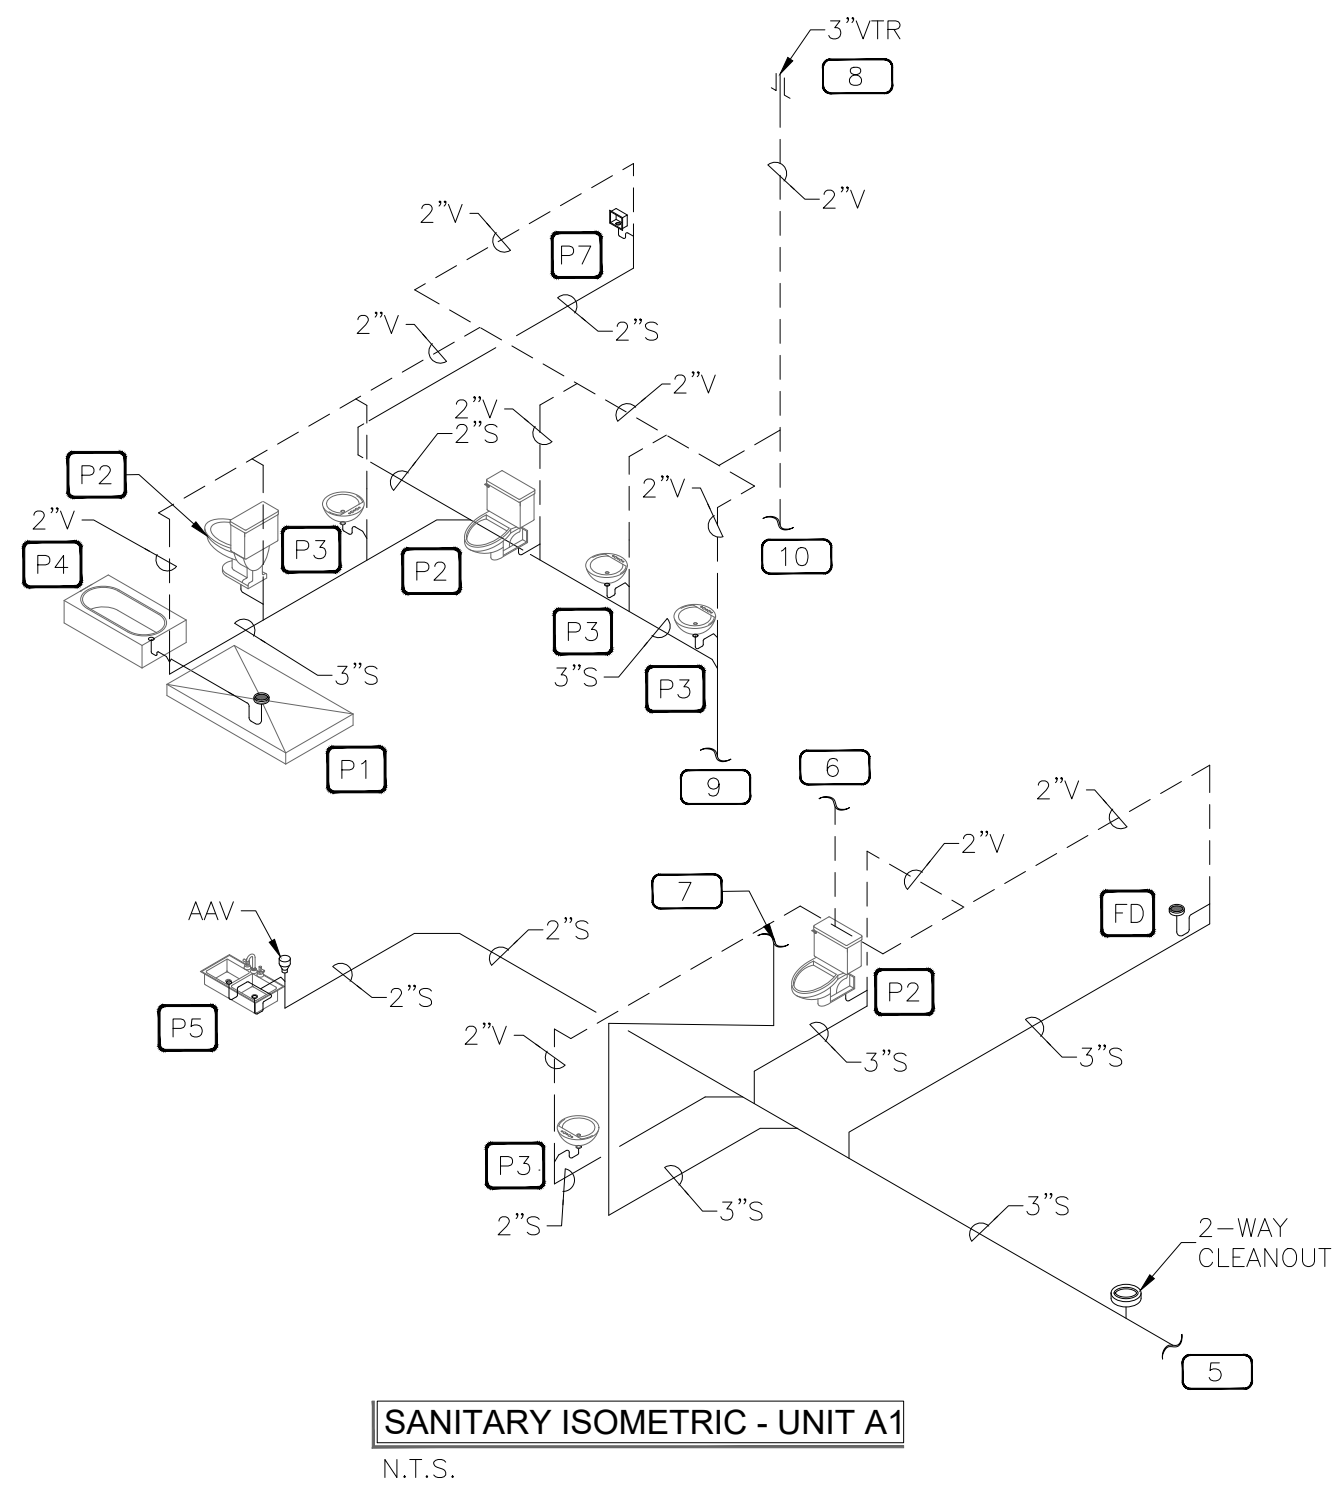 3”VTR
8
2”V
2”V
P7
2”V
2”S
2”V
2”V
2”S
P2
2”V
2”V
P3
P4
P2
10
P3
3”S
3”S
P3
P1
9
6
2”V
2”V
7
AAV
FD
2”S
2”S
P2
P5
2”V
3”S
3”S
P3
2”S
3”S
3”S
2-WAY
CLEANOUT
5
SANITARY ISOMETRIC - UNIT A1
N.T.S.